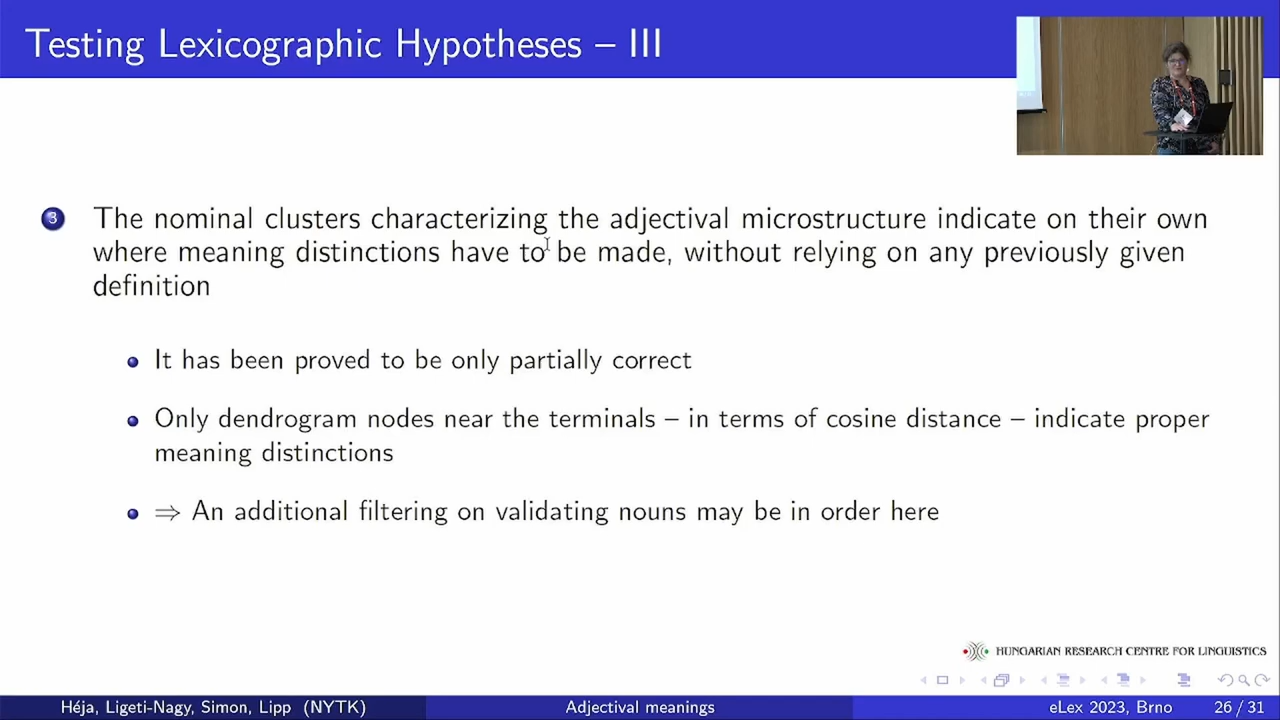 Testing Lexicographic Hypotheses – III
3
The nominal clusters characterizing the adjectival microstructure indicate on their own
where meaning distinctions have to be made, without relying on any previously given
definition
It has been proved to be only partially correct
Only dendrogram nodes near the terminals – in terms of cosine distance – indicate proper
meaning distinctions
⇒ An additional filtering on validating nouns may be in order here
HUNGARIAN RESEARCH CENTRE FOR LINGUISTICS
Héja, Ligeti-Nagy, Simon, Lipp (NYTK)
Adjectival meanings
eLex 2023, Brno
26 / 31